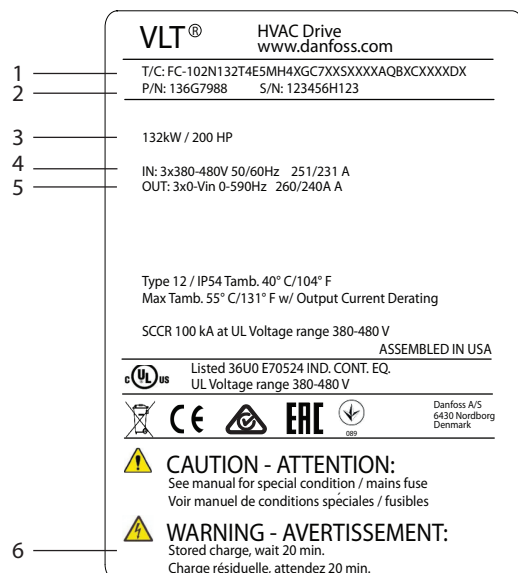 VLT® HVAC Drive
www.danfoss.com
1 T/C: FC-102N132T4E5MH4XGC7XXSXXXXAQBXCXXXXDX
2 P/N: 136G7988 S/N: 123456H123
3 132kW / 200 HP
4 IN: 3x380-480V 50/60Hz 251/231 A
5 OUT: 3x0-Vin 0-590Hz 260/240A A
Type 12 / IP54 Tamb. 40° C/104° F
Max Tamb. 55° C/131° F w/ Output Current Derating
SCCR 100 kA at UL Voltage range 380-480 V
ASSEMBLED IN USA
c UL us Listed 36U0 E70524 IND. CONT. EQ.
UL Voltage range 380-480 V
CE EAC 089
Danfoss A/S
6430 Nordborg
Denmark
CAUTION - ATTENTION:
See manual for special condition / mains fuse
Voir manuel de conditions spéciales / fusibles
WARNING - AVERTISSEMENT:
6 Stored charge, wait 20 min.
Charge résiduelle, attendez 20 min.